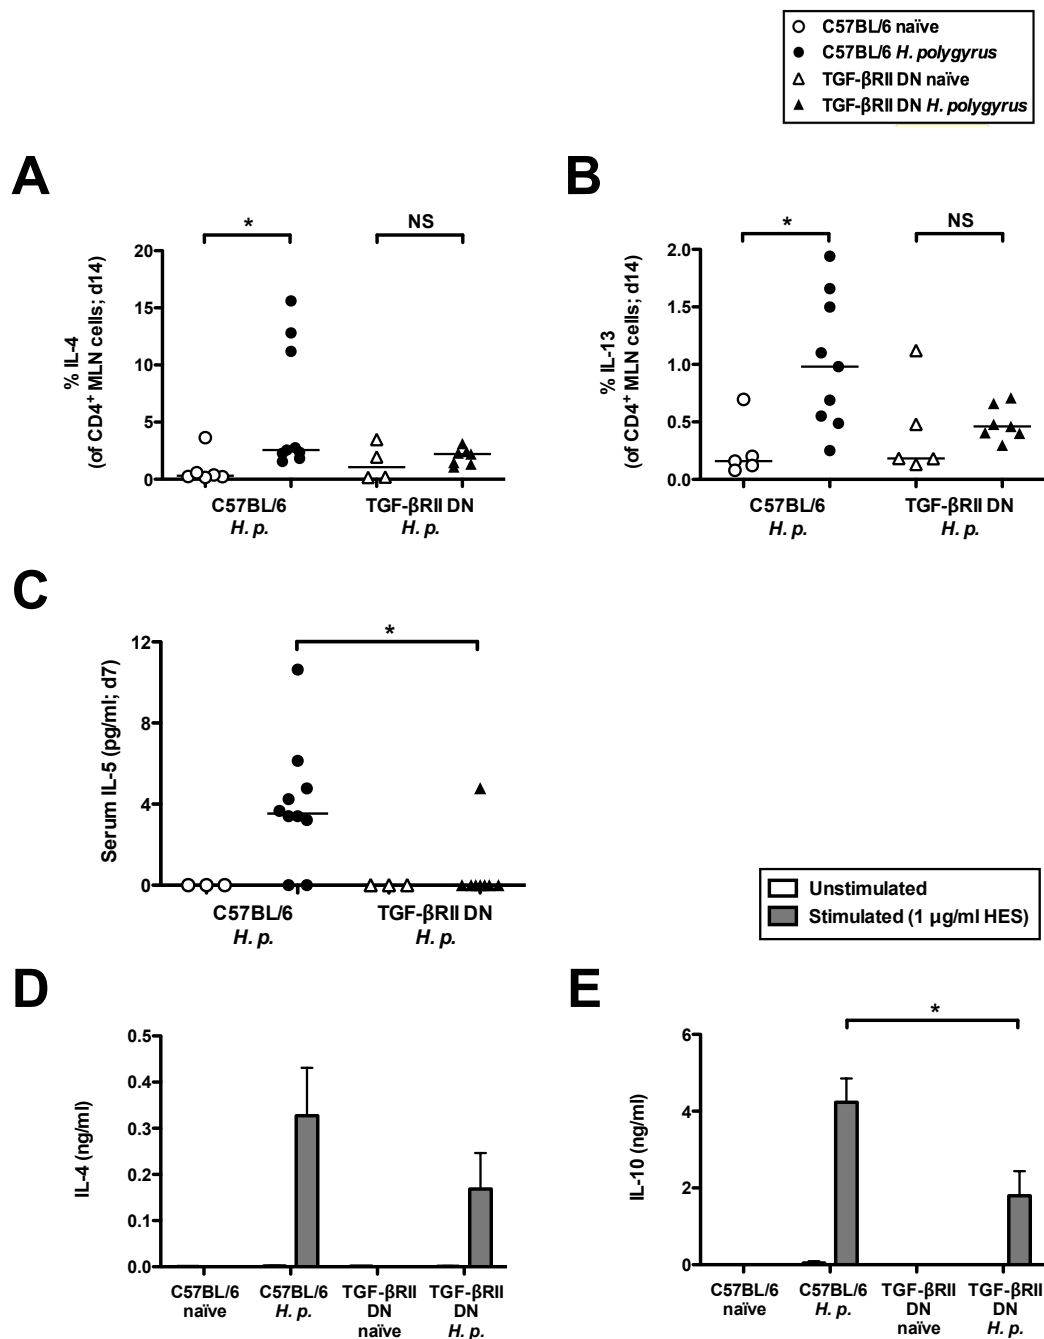 C57BL/6 naïve
C57BL/6 H. polygyrus
TGF-βRII DN naïve
TGF-βRII DN H. polygyrus
A
% IL-4
(of CD4⁺ MLN cells; d14)
20
15
10
5
0
*
NS
C57BL/6
H. p.
TGF-βRII DN
H. p.
B
% IL-13
(of CD4⁺ MLN cells; d14)
2.0
1.5
1.0
0.5
0.0
*
NS
C57BL/6
H. p.
TGF-βRII DN
H. p.
C
Serum IL-5 (pg/ml; d7)
12
8
4
0
*
C57BL/6
H. p.
TGF-βRII DN
H. p.
Unstimulated
Stimulated (1 µg/ml HES)
D
IL-4 (ng/ml)
0.5
0.4
0.3
0.2
0.1
0.0
C57BL/6
naïve
C57BL/6
H. p.
TGF-βRII
DN
naïve
TGF-βRII
DN
H. p.
E
IL-10 (ng/ml)
6
4
2
0
*
C57BL/6
naïve
C57BL/6
H. p.
TGF-βRII
DN
naïve
TGF-βRII
DN
H. p.